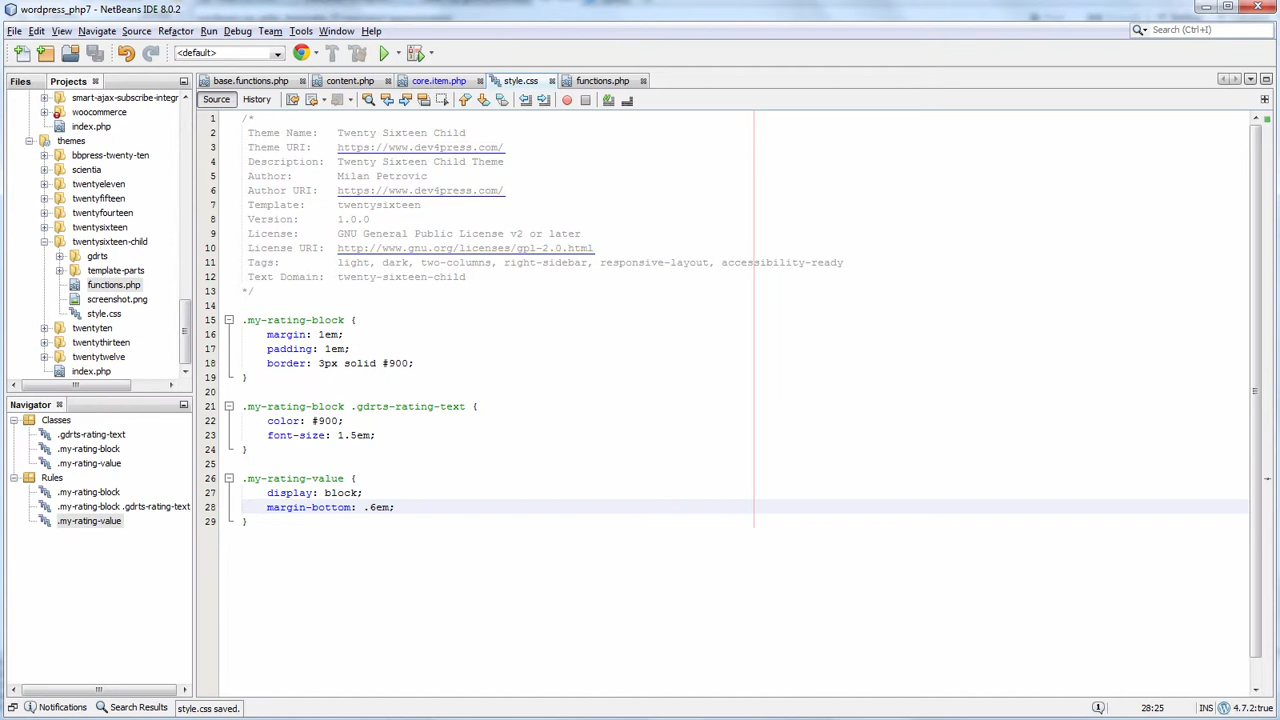 wordpress_php7 - NetBeans IDE 8.0.2
File Edit View Navigate Source Refactor Run Debug Team Tools Window Help
Search (Ctrl+I)
<default>
Files Projects
base.functions.php content.php core.item.php style.css functions.php
Source History
smart-ajax-subscribe-integr
woocommerce
index.php
themes
bbpress-twenty-ten
scientia
twentyeleven
twentyfifteen
twentyfourteen
twentysixteen
twentysixteen-child
gdrts
template-parts
functions.php
screenshot.png
style.css
twentyten
twentythirteen
twentytwelve
index.php
Navigator
Classes
.gdrts-rating-text
.my-rating-block
.my-rating-value
Rules
.my-rating-block
.my-rating-block .gdrts-rating-text
.my-rating-value
1 /*
2 Theme Name: Twenty Sixteen Child
3 Theme URI: https://www.dev4press.com/
4 Description: Twenty Sixteen Child Theme
5 Author: Milan Petrovic
6 Author URI: https://www.dev4press.com/
7 Template: twentysixteen
8 Version: 1.0.0
9 License: GNU General Public License v2 or later
10 License URI: http://www.gnu.org/licenses/gpl-2.0.html
11 Tags: light, dark, two-columns, right-sidebar, responsive-layout, accessibility-ready
12 Text Domain: twenty-sixteen-child
13 */
14
15 .my-rating-block {
16 margin: 1em;
17 padding: 1em;
18 border: 3px solid #900;
19 }
20
21 .my-rating-block .gdrts-rating-text {
22 color: #900;
23 font-size: 1.5em;
24 }
25
26 .my-rating-value {
27 display: block;
28 margin-bottom: .6em;
29 }
Notifications Search Results style.css saved. 28:25 INS 4.7.2:true